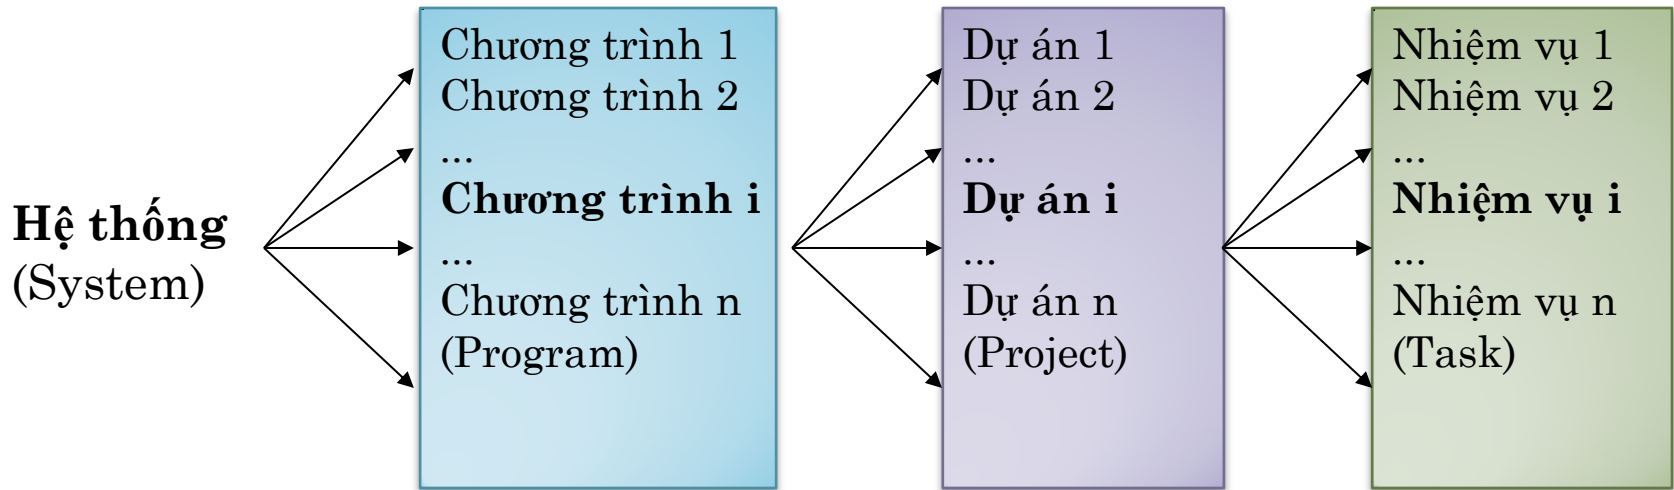 Hệ thống
(System)
Chương trình 1
Chương trình 2
...
Chương trình i
...
Chương trình n
(Program)
Dự án 1
Dự án 2
...
Dự án i
...
Dự án n
(Project)
Nhiệm vụ 1
Nhiệm vụ 2
...
Nhiệm vụ i
...
Nhiệm vụ n
(Task)